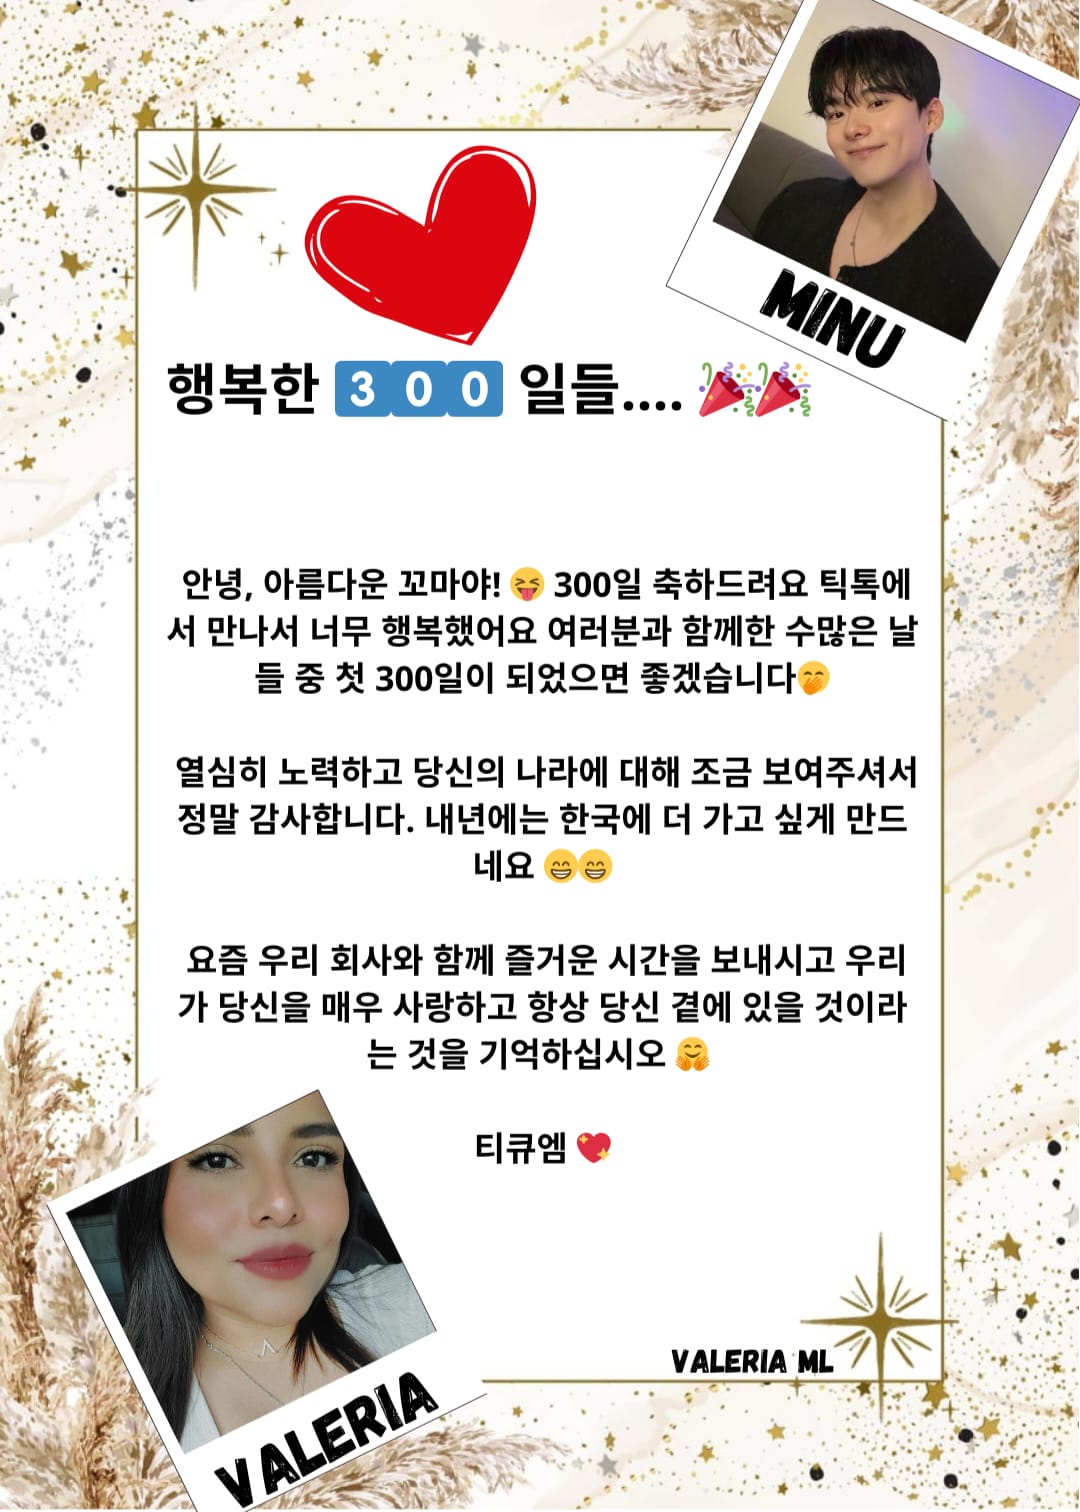 MINU
행복한 3️⃣0️⃣0️⃣ 일들.... 🎉🎉
안녕, 아름다운 꼬마야! 😝 300일 축하드려요 틱톡에
서 만나서 너무 행복했어요 여러분과 함께한 수많은 날
들 중 첫 300일이 되었으면 좋겠습니다🤭
열심히 노력하고 당신의 나라에 대해 조금 보여주셔서
정말 감사합니다. 내년에는 한국에 더 가고 싶게 만드
네요 😁😁
요즘 우리 회사와 함께 즐거운 시간을 보내시고 우리
가 당신을 매우 사랑하고 항상 당신 곁에 있을 것이라
는 것을 기억하십시오 🤗
티큐엠 💖
VALERIA ML
VALERIA